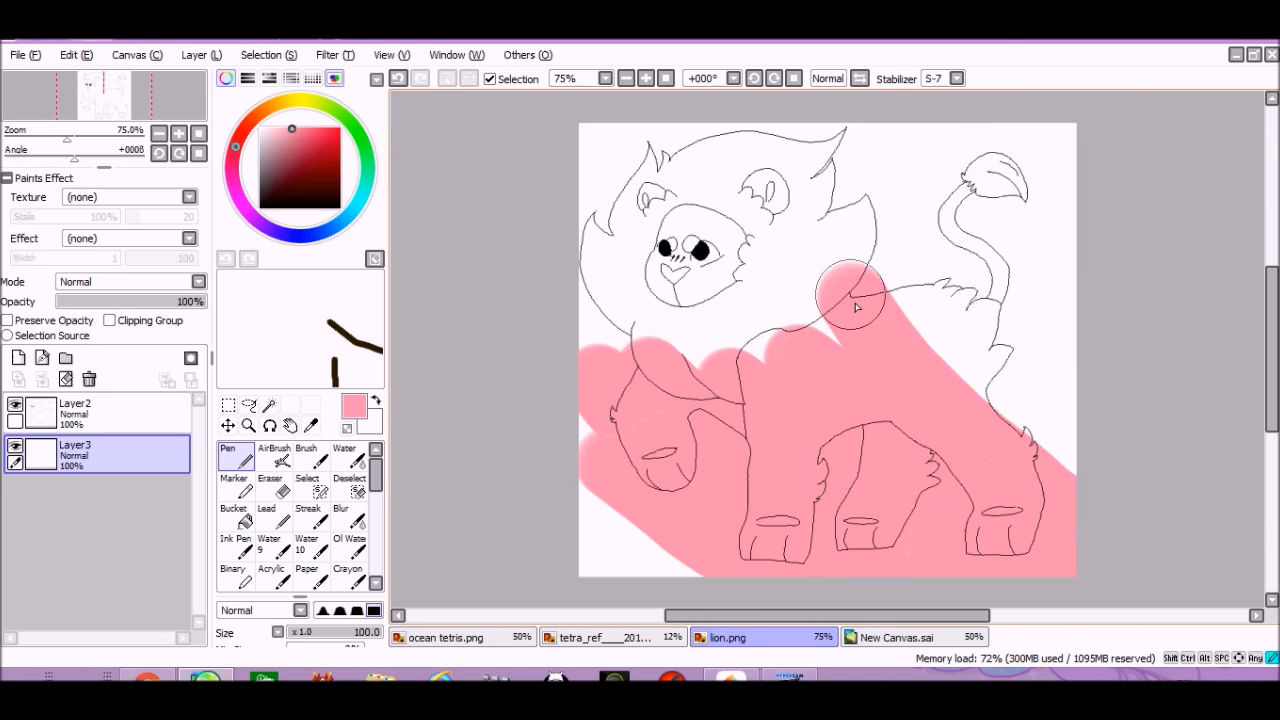 File (F) Edit (E) Canvas (C) Layer (L) Selection (S) Filter (T) View (V) Window (W) Others (O)
Selection 75% +000° Normal Stabilizer S-7
Zoom 75.0%
Angle +000ß
Paints Effect
Texture (none)
Scale 100% 20
Effect (none)
Width 1 100
Mode Normal
Opacity 100%
Preserve Opacity Clipping Group
Selection Source
Layer2
Normal
100%
Layer3
Normal
100%
Pen AirBrush Brush Water
Marker Eraser Select Deselect
Bucket Lead Streak Blur
Ink Pen Water 9 Water 10 Oil Wate
Binary Acrylic Paper Crayon
Normal
Size x 1.0 100.0
ocean tetris.png 50% tetra_ref____201... 12% lion.png 75% New Canvas.sai 50%
Memory load: 72% (300MB used / 1095MB reserved) Shift Ctrl Alt SPC Any